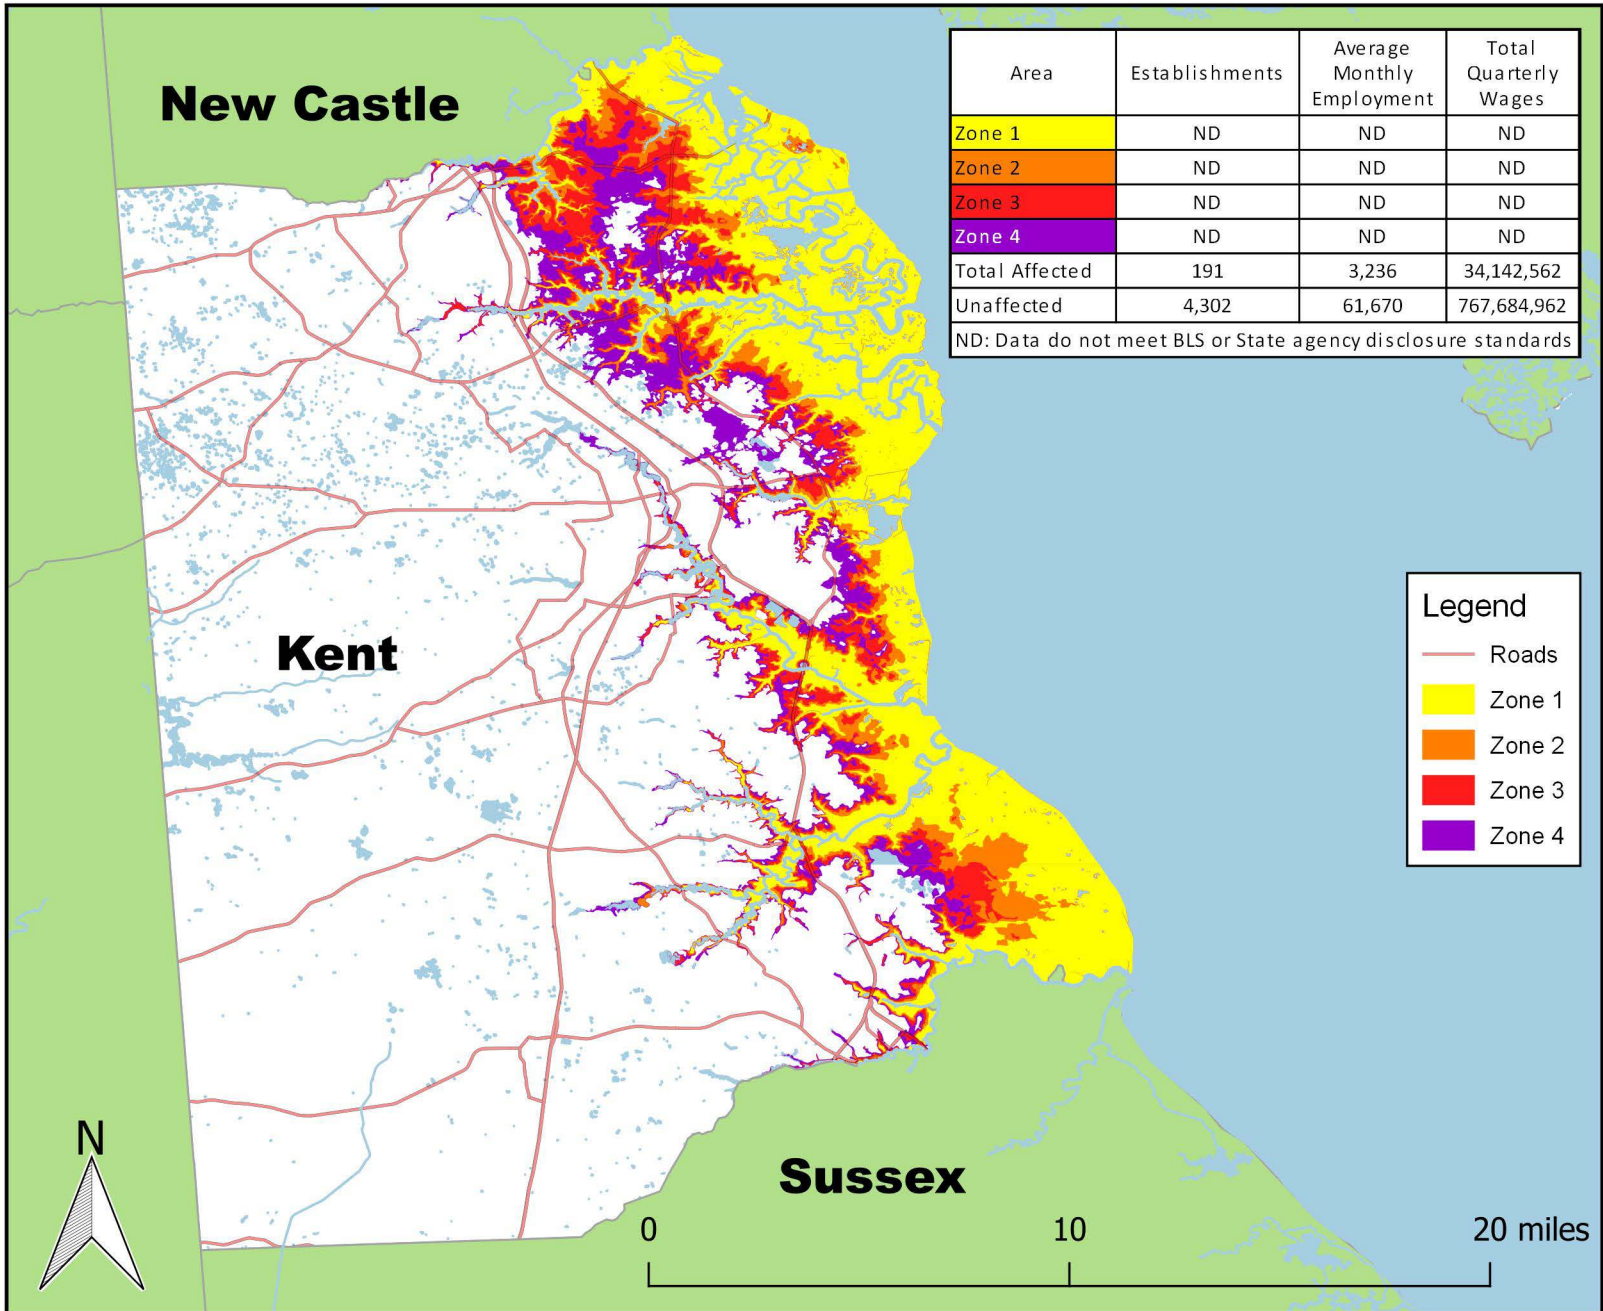 New Castle
Area Establishments Average Monthly Employment Total Quarterly Wages
Zone 1 ND ND ND
Zone 2 ND ND ND
Zone 3 ND ND ND
Zone 4 ND ND ND
Total Affected 191 3,236 34,142,562
Unaffected 4,302 61,670 767,684,962
ND: Data do not meet BLS or State agency disclosure standards
Kent
Legend
Roads
Zone 1
Zone 2
Zone 3
Zone 4
N
Sussex
0 10 20 miles